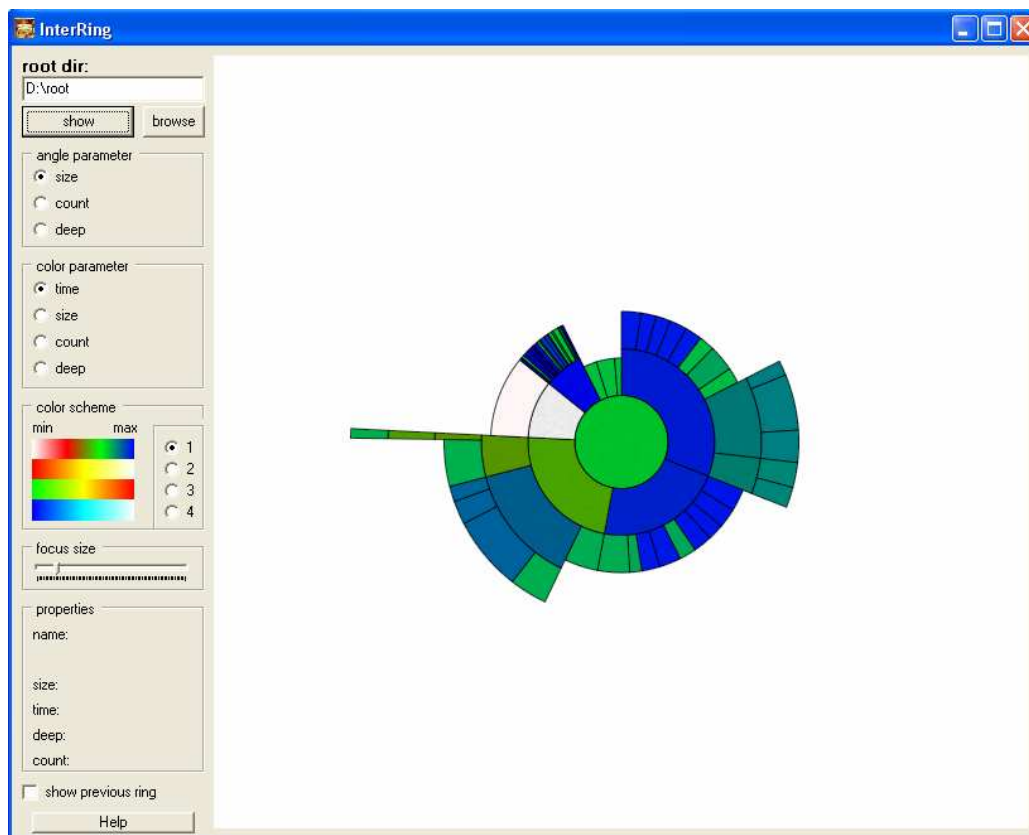 InterRing
root dir:
D:\root
show browse
angle parameter
size
count
deep
color parameter
time
size
count
deep
color scheme
min max
1
2
3
4
focus size
properties
name:
size:
time:
deep:
count:
show previous ring
Help